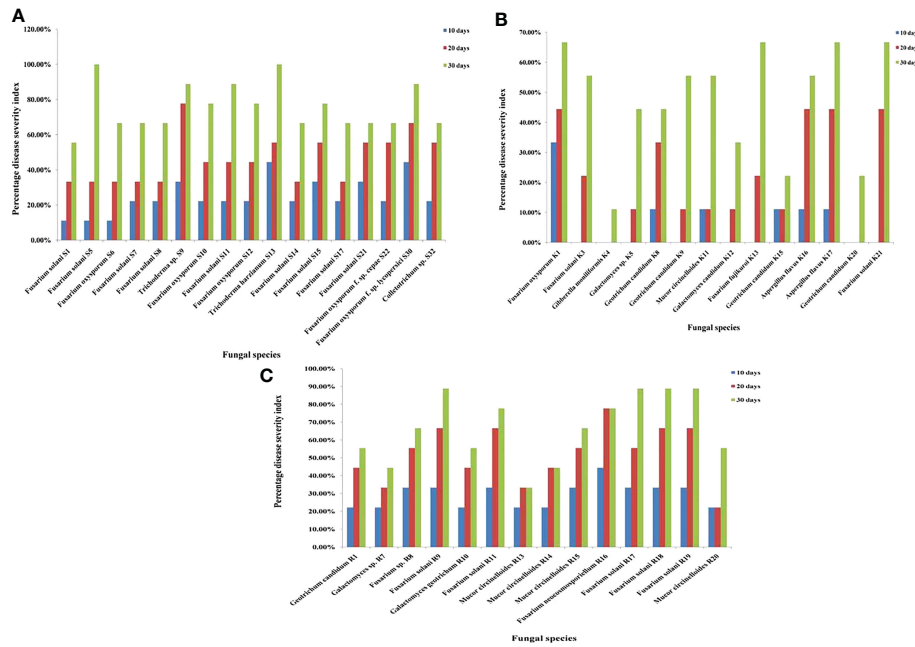 A
120.00%
100.00%
80.00%
60.00%
40.00%
20.00%
0.00%
Percentage disease severity index
10 days
20 days
30 days
Fusarium solani S1
Fusarium solani S5
Fusarium oxysporum S6
Fusarium solani S7
Fusarium solani S8
Trichoderma sp. S9
Fusarium oxysporum S10
Fusarium solani S11
Fusarium oxysporum S12
Trichoderma harzianum S13
Fusarium solani S14
Fusarium solani S15
Fusarium solani S17
Fusarium solani S21
Fusarium oxysporum f. sp. cepae S22
Fusarium oxysporum f. sp. lycopersici S30
Colletotrichum sp. S32
Fungal species
B
70.00%
60.00%
50.00%
40.00%
30.00%
20.00%
10.00%
0.00%
Percentage disease severity index
10 day
20 day
30 day
Fusarium oxysporum K1
Fusarium solani K3
Gibberella moniliformis K4
Galactomyces sp. K5
Geotrichum candidum K8
Geotrichum candidum K9
Mucor circinelloides K11
Galactomyces candidum K12
Fusarium fujikuroi K13
Geotrichum candidum K15
Aspergillus flavus K16
Aspergillus flavus K17
Geotrichum candidum K20
Fusarium solani K21
Fungal species
C
100.00%
90.00%
80.00%
70.00%
60.00%
50.00%
40.00%
30.00%
20.00%
10.00%
0.00%
Percentage disease severity index
10 days
20 days
30 days
Geotrichum candidum R1
Galactomyces sp. R7
Fusarium sp. R8
Fusarium solani R9
Galactomyces geotrichum R10
Fusarium solani R11
Mucor circinelloides R13
Mucor circinelloides R14
Mucor circinelloides R15
Fusarium neocosmosporiellum R16
Fusarium solani R17
Fusarium solani R18
Fusarium solani R19
Mucor circinelloides R20
Fungal species